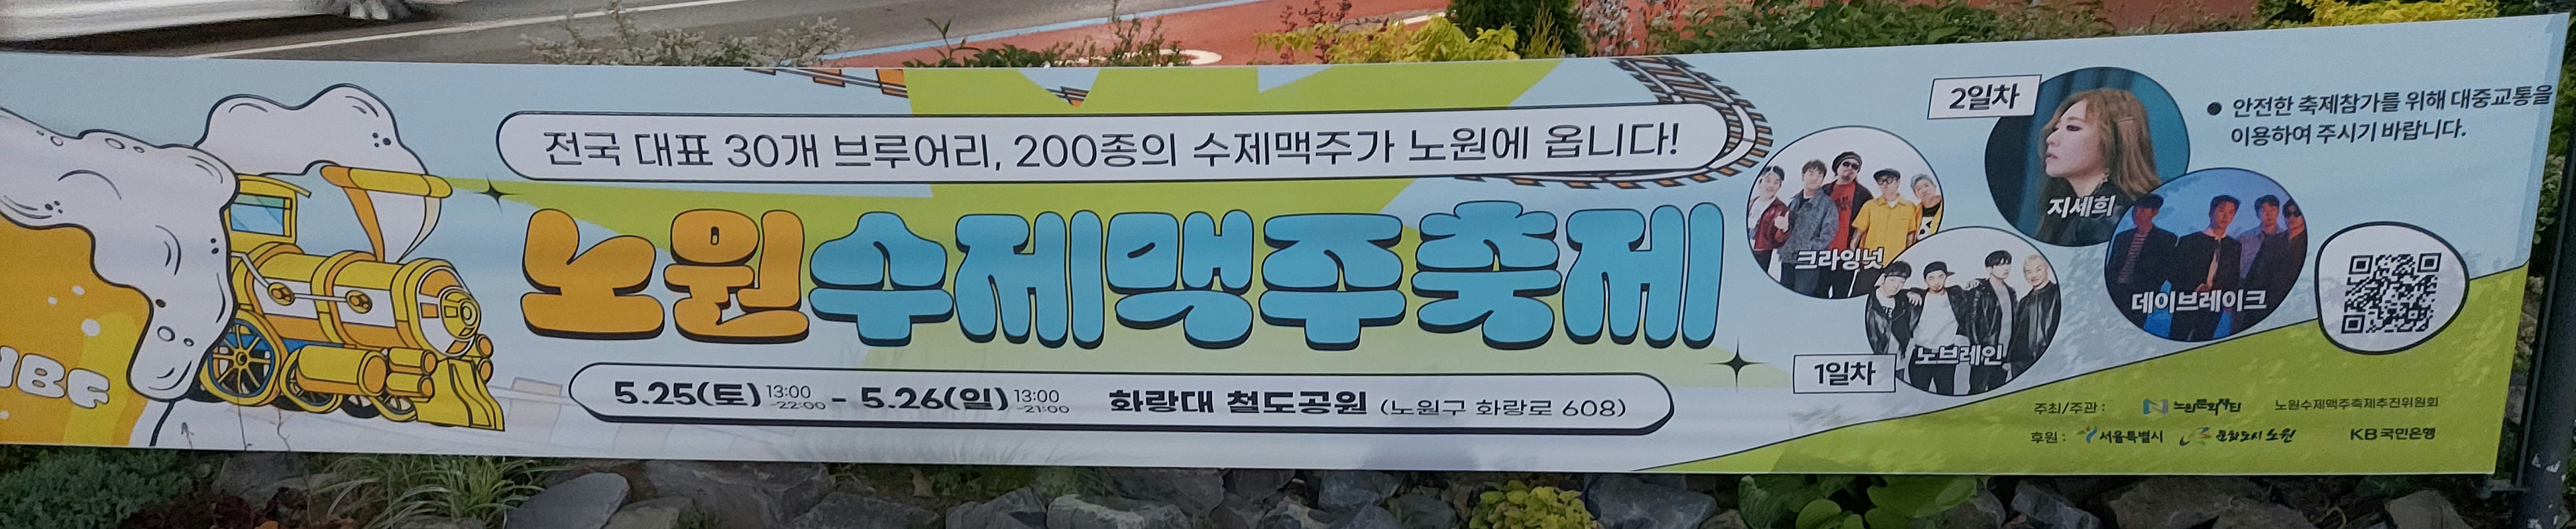 전국 대표 30개 브루어리, 200종의 수제맥주가 노원에 옵니다!
노원수제맥주축제
5.25(토) 13:00 -22:00 - 5.26(일) 13:00 -21:00 화랑대 철도공원 (노원구 화랑로 608)
NBF
1일차
크라잉넛
노브레인
2일차
지세희
데이브레이크
● 안전한 축제참가를 위해 대중교통을
이용하여 주시기 바랍니다.
주최/주관 : 노원문화재단 노원수제맥주축제추진위원회
후원 : 서울특별시 문화도시 노원 KB국민은행